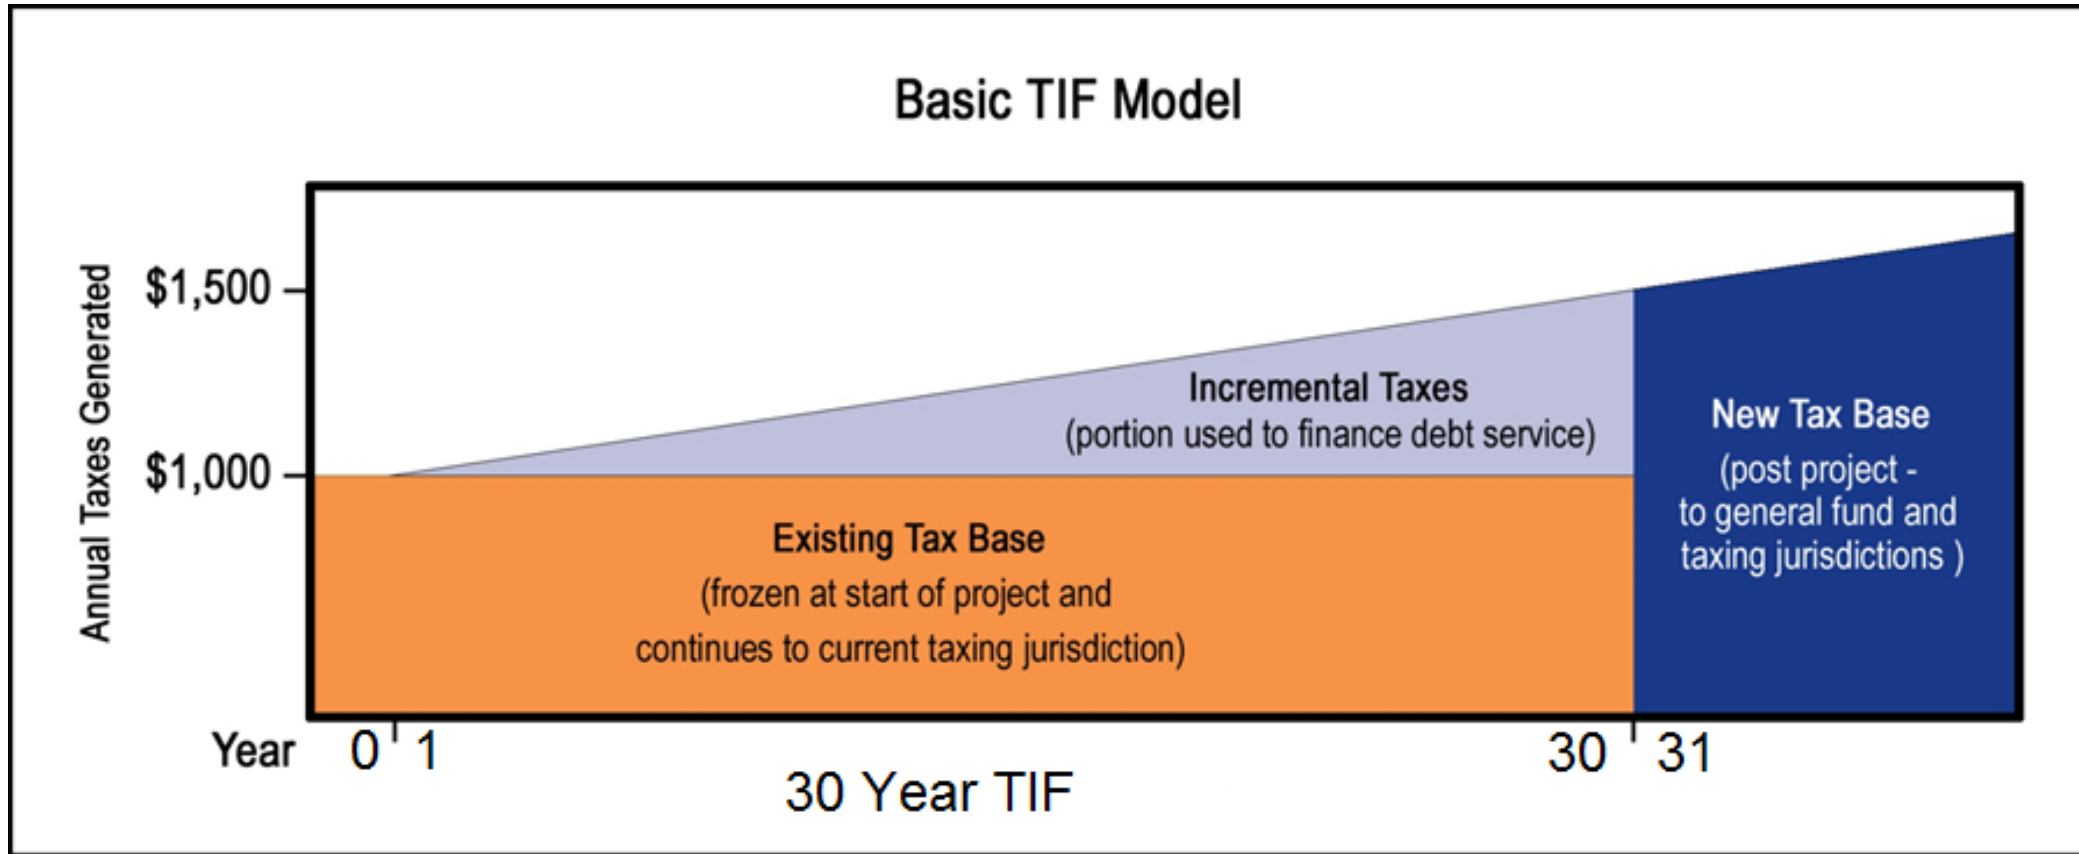 Basic TIF Model
Annual Taxes Generated
$1,500
$1,000
Incremental Taxes
(portion used to finance debt service)
New Tax Base
(post project -
to general fund and
taxing jurisdictions )
Existing Tax Base
(frozen at start of project and
continues to current taxing jurisdiction)
Year 0 1 30 31
30 Year TIF